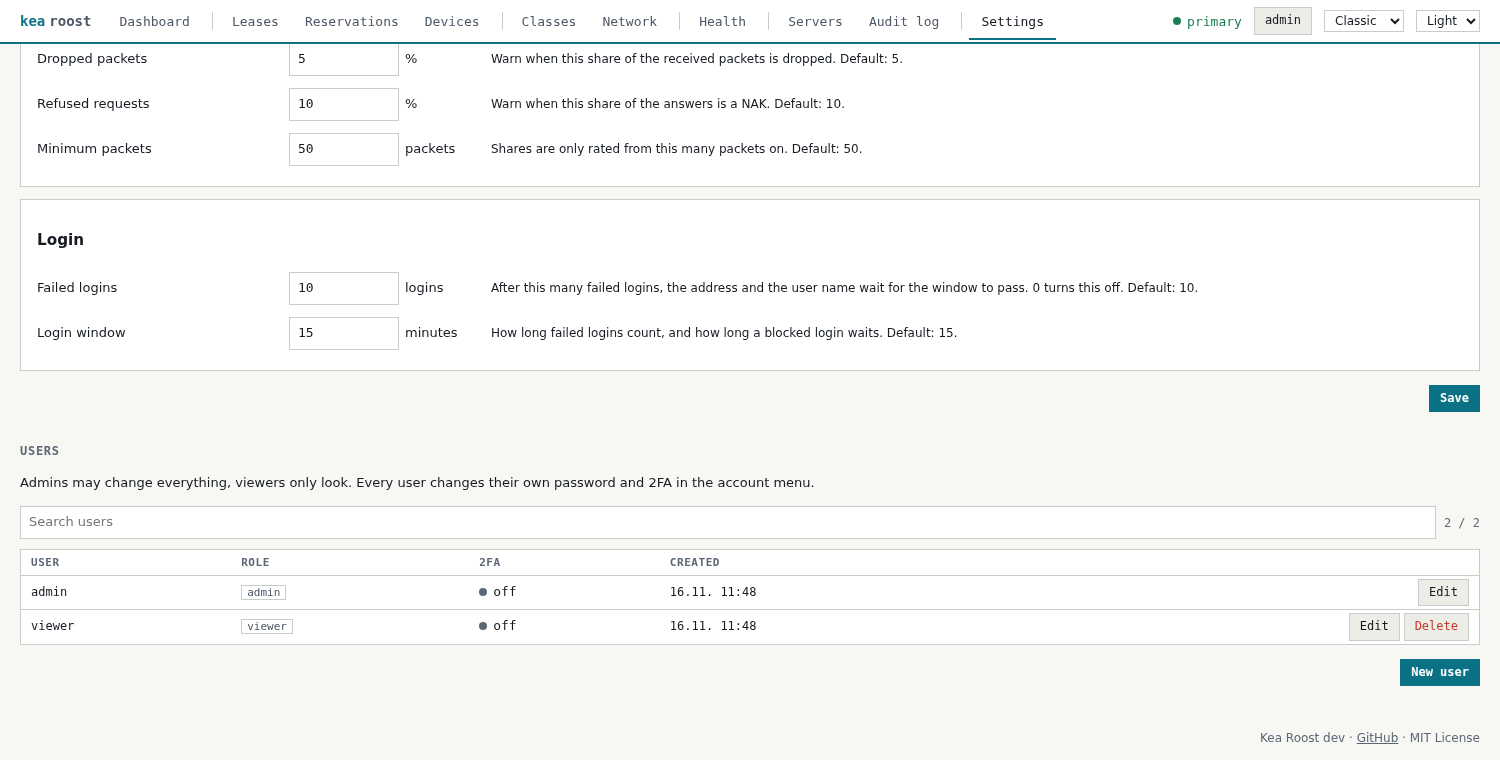 kea roost Dashboard Leases Reservations Devices Classes Network Health Servers Audit log Settings primary admin Classic Light
Dropped packets 5 % Warn when this share of the received packets is dropped. Default: 5.
Refused requests 10 % Warn when this share of the answers is a NAK. Default: 10.
Minimum packets 50 packets Shares are only rated from this many packets on. Default: 50.
Login
Failed logins 10 logins After this many failed logins, the address and the user name wait for the window to pass. 0 turns this off. Default: 10.
Login window 15 minutes How long failed logins count, and how long a blocked login waits. Default: 15.
Save
USERS
Admins may change everything, viewers only look. Every user changes their own password and 2FA in the account menu.
Search users 2 / 2
USER ROLE 2FA CREATED
admin admin off 16.11. 11:48 Edit
viewer viewer off 16.11. 11:48 Edit Delete
New user
Kea Roost dev · GitHub · MIT License